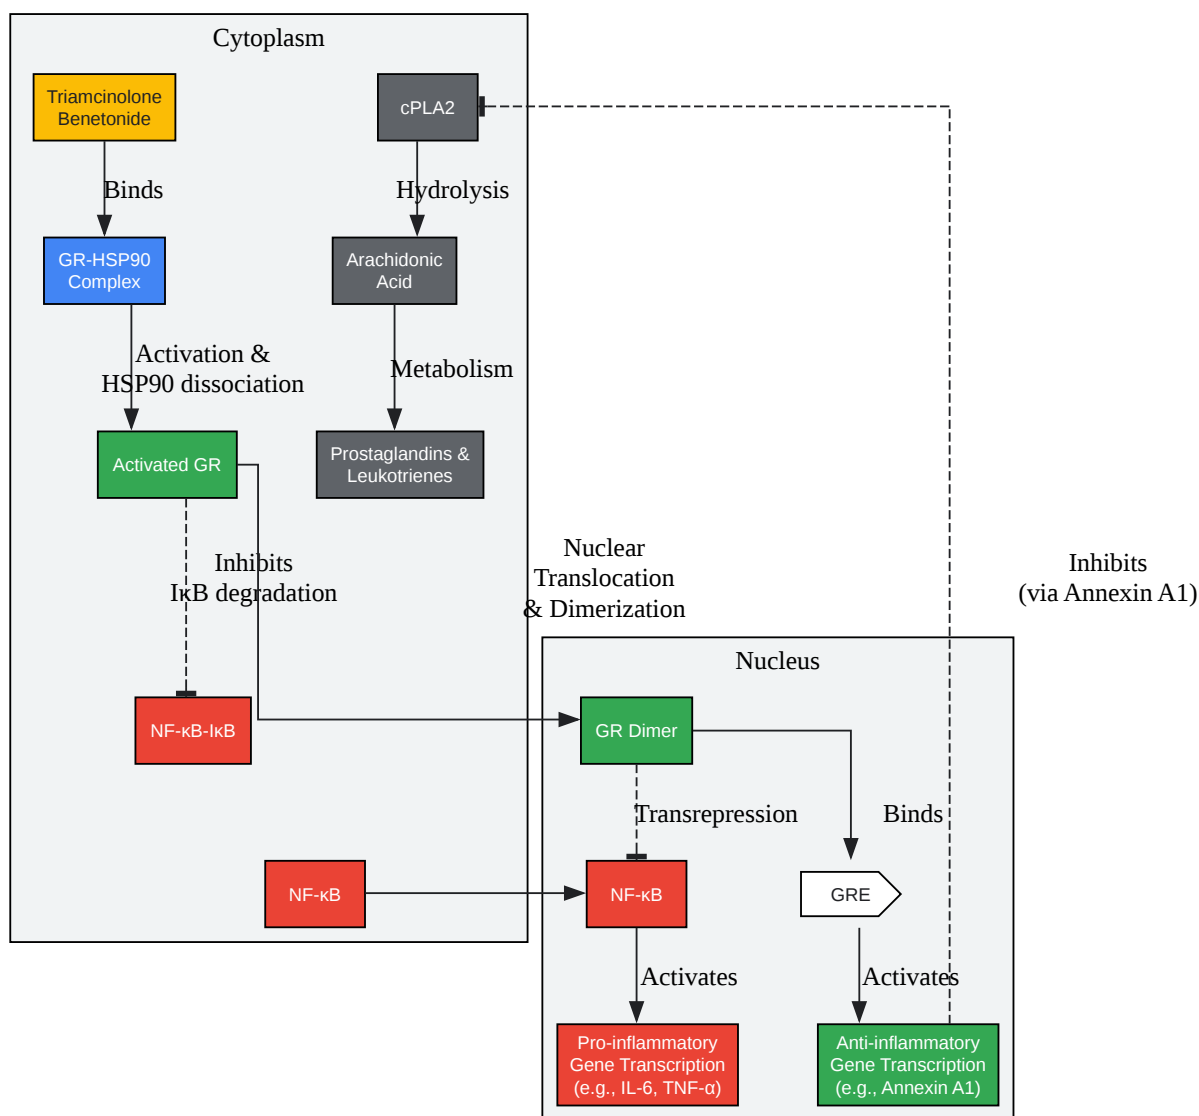 Cytoplasm
Triamcinolone
Benetonide
cPLA2
Binds
Hydrolysis
GR-HSP90
Complex
Arachidonic
Acid
Activation &
HSP90 dissociation
Metabolism
Activated GR
Prostaglandins &
Leukotrienes
Inhibits
IκB degradation
Nuclear
Translocation
& Dimerization
Inhibits
(via Annexin A1)
Nucleus
NF-κB-IκB
GR Dimer
Transrepression
Binds
NF-κB
NF-κB
GRE
Activates
Activates
Pro-inflammatory
Gene Transcription
(e.g., IL-6, TNF-α)
Anti-inflammatory
Gene Transcription
(e.g., Annexin A1)